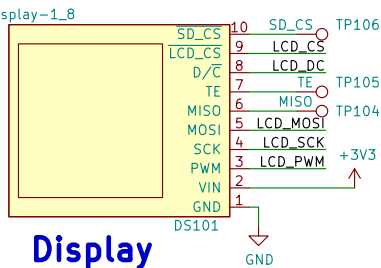 splay-1_8
SD_CS 10 SD_CS TP106
LCD_CS 9 LCD_CS
D/C 8 LCD_DC
TE 7 TE TP105
MISO 6 MISO TP104
MOSI 5 LCD_MOSI
SCK 4 LCD_SCK
PWM 3 LCD_PWM +3V3
VIN 2
GND 1
DS101
Display
GND